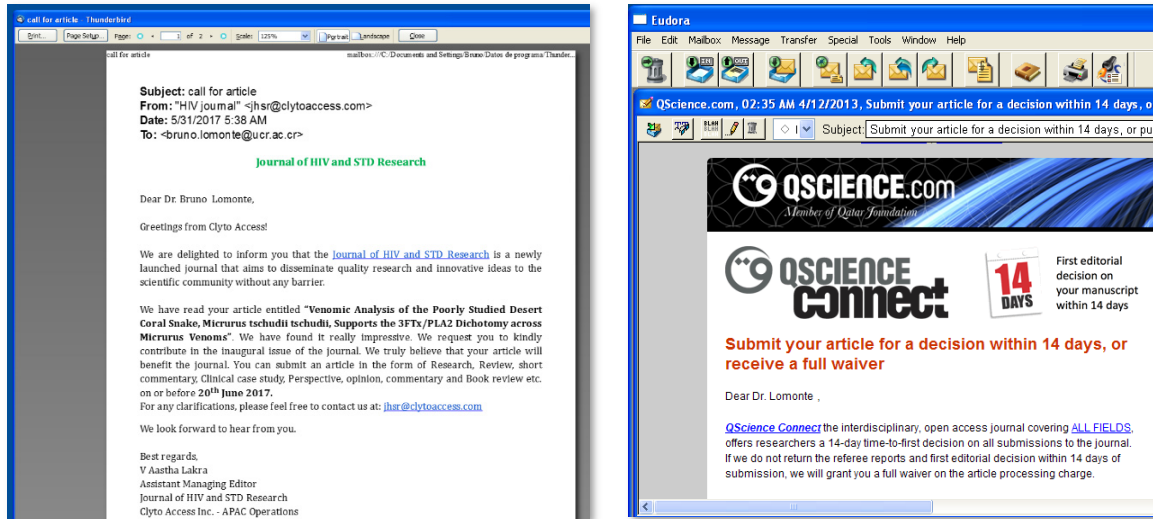 call for article - Thunderbird
Print... Page Setup... Page: 1 of 2 Scale: 125% Portrait Landscape Close
call for article mailbox:///C:/Documents and Settings/Bruno/Datos de programa/Thunder...
Subject: call for article
From: "HIV journal" <jhsr@clytoaccess.com>
Date: 5/31/2017 5:38 AM
To: <bruno.lomonte@ucr.ac.cr>
Journal of HIV and STD Research
Dear Dr. Bruno Lomonte,
Greetings from Clyto Access!
We are delighted to inform you that the Journal of HIV and STD Research is a newly
launched journal that aims to disseminate quality research and innovative ideas to the
scientific community without any barrier.
We have read your article entitled "Venomic Analysis of the Poorly Studied Desert
Coral Snake, Micrurus tschudii tschudii, Supports the 3FTx/PLA2 Dichotomy across
Micrurus Venoms". We have found it really impressive. We request you to kindly
contribute in the inaugural issue of the journal. We truly believe that your article will
benefit the journal. You can submit an article in the form of Research, Review, short
commentary, Clinical case study, Perspective, opinion, commentary and Book review etc.
on or before 20th June 2017.
For any clarifications, please feel free to contact us at: jhsr@clytoaccess.com
We look forward to hear from you.
Best regards,
V Aastha Lakra
Assistant Managing Editor
Journal of HIV and STD Research
Clyto Access Inc. - APAC Operations
Eudora
File Edit Mailbox Message Transfer Special Tools Window Help
IN OUT
QScience.com, 02:35 AM 4/12/2013, Submit your article for a decision within 14 days, o
BLAH BLAH Subject: Submit your article for a decision within 14 days, or pu
QSCIENCE.com
Member of Qatar Foundation
QSCIENCE connect
14 DAYS
First editorial
decision on
your manuscript
within 14 days
Submit your article for a decision within 14 days, or
receive a full waiver
Dear Dr. Lomonte ,
QScience Connect the interdisciplinary, open access journal covering ALL FIELDS,
offers researchers a 14-day time-to-first decision on all submissions to the journal.
If we do not return the referee reports and first editorial decision within 14 days of
submission, we will grant you a full waiver on the article processing charge.